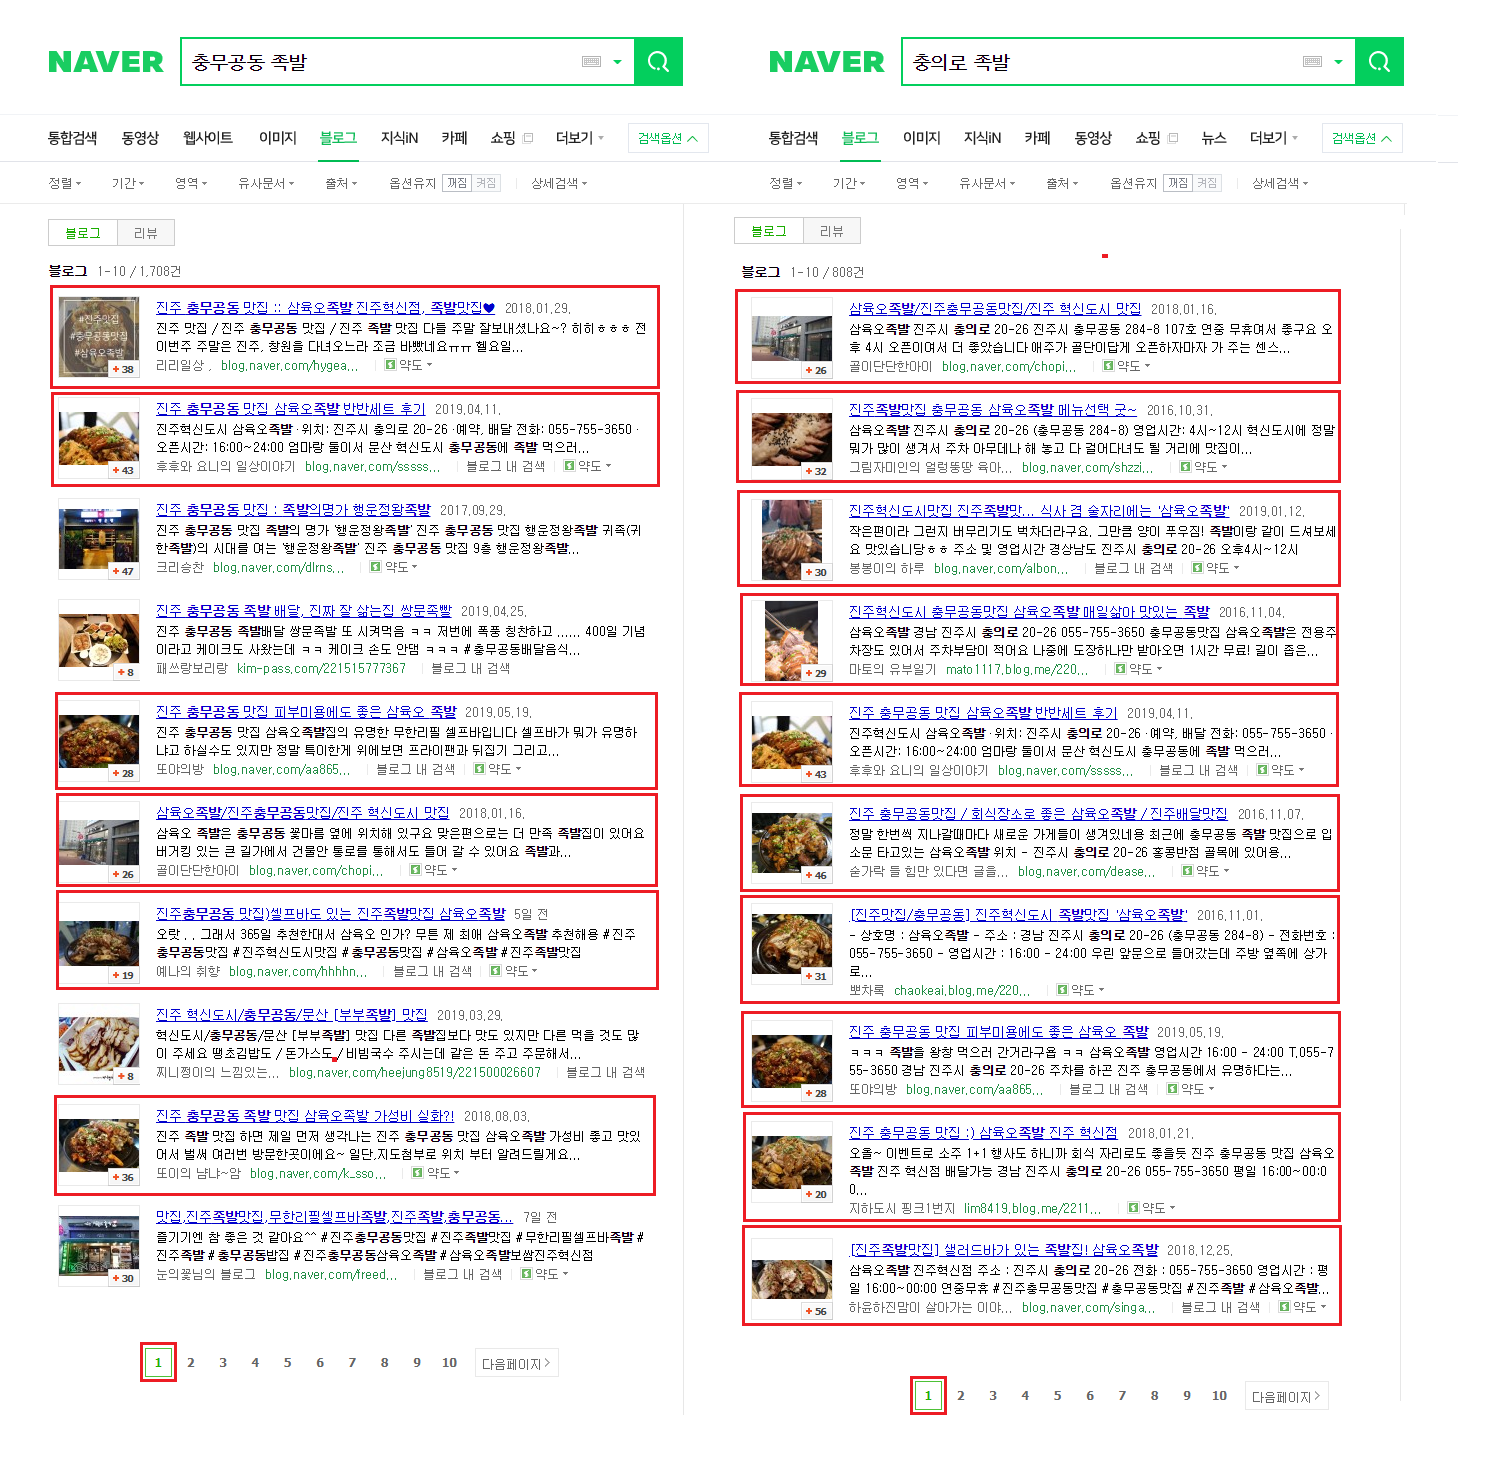 NAVER
충무공동 족발
통합검색 동영상 웹사이트 이미지 블로그 지식iN 카페 쇼핑 더보기 검색옵션
정렬 기간 영역 유사문서 출처 옵션유지 꺼짐 켜짐 상세검색
블로그 리뷰
블로그 1-10 / 1,708건
#진주맛집
#충무공동맛집
#삼육오족발
+ 38
진주 충무공동 맛집 :: 삼육오족발 진주혁신점, 족발맛집♥ 2018.01.29.
진주 맛집 / 진주 충무공동 맛집 / 진주 족발 맛집 다들 주말 잘보내셨나요~? 히히ㅎㅎㅎ 전
이번주 주말은 진주, 창원을 다녀오느라 조금 바빴네요ㅠㅠ 헬요일...
리리일상 , blog.naver.com/hygea... 약도
+ 43
진주 충무공동 맛집 삼육오족발 반반세트 후기 2019.04.11.
진주혁신도시 삼육오족발 · 위치: 진주시 충의로 20-26 ·예약, 배달 전화: 055-755-3650 ·
오픈시간: 16:00~24:00 엄마랑 둘이서 문산 혁신도시 충무공동에 족발 먹으러...
후후와 요니의 일상이야기 blog.naver.com/sssss... 블로그 내 검색 약도
+ 47
진주 충무공동 맛집 : 족발의명가 행운정왕족발 2017.09.29.
진주 충무공동 맛집 족발의 명가 '행운정왕족발' 진주 충무공동 맛집 행운정왕족발 귀족(귀
한족발)의 시대를 여는 '행운정왕족발' 진주 충무공동 맛집 9층 행운정왕족발...
크리승찬 blog.naver.com/dlrns... 약도
+ 8
진주 충무공동 족발 배달, 진짜 잘 삶는집 쌍문족빨 2019.04.25.
진주 충무공동 족발배달 쌍문족발 또 시켜먹음 ㅋㅋ 저번에 폭풍 칭찬하고 ...... 400일 기념
이라고 케이크도 사왔는데 ㅋㅋ 케이크 손도 안댐 ㅋㅋㅋ #충무공동배달음식...
패쓰랑보리랑 kim-pass.com/221515777367 블로그 내 검색
+ 28
진주 충무공동 맛집 피부미용에도 좋은 삼육오 족발 2019.05.19.
진주 충무공동 맛집 삼육오족발집의 유명한 무한리필 셀프바입니다 셀프바가 뭐가 유명하
냐고 하실수도 있지만 정말 특이한게 위에보면 프라이팬과 뒤집기 그리고...
또야의방 blog.naver.com/aa865... 블로그 내 검색 약도
+ 26
삼육오족발/진주충무공동맛집/진주 혁신도시 맛집 2018.01.16.
삼육오 족발은 충무공동 꽃마름 옆에 위치해 있구요 맞은편으로는 더 만족 족발집이 있어요
버거킹 있는 큰 길가에서 건물안 통로를 통해서도 들어 갈 수 있어요 족발과...
골이단단한아이 blog.naver.com/chopi... 약도
+ 19
진주충무공동 맛집)셀프바도 있는 진주족발맛집 삼육오족발 5일 전
오랏 . . 그래서 365일 추천한대서 삼육오 인가? 무튼 제 최애 삼육오족발 추천해용 #진주
충무공동맛집 #진주혁신도시맛집 #충무공동맛집 #삼육오족발 #진주족발맛집
예나의 취향 blog.naver.com/hhhhn... 블로그 내 검색 약도
+ 8
진주 혁신도시/충무공동/문산 [부부족발] 맛집 2019.03.29.
혁신도시/충무공동/문산 [부부족발] 맛집 다른 족발집보다 맛도 있지만 다른 먹을 것도 많
이 주세요 땡초김밥도 / 돈가스도 / 비빔국수 주시는데 같은 돈 주고 주문해서...
찌니쩡이의 느낌있는... blog.naver.com/heejung8519/221500026607 블로그 내 검색
+ 36
진주 충무공동 족발 맛집 삼육오족발 가성비 실화?! 2018.08.03.
진주 족발 맛집 하면 제일 먼저 생각나는 진주 충무공동 맛집 삼육오족발 가성비 좋고 맛있
어서 벌써 여러번 방문한곳이에요~ 일단.지도첨부로 위치 부터 알려드릴게요...
또이의 냠냐~얌 blog.naver.com/k_sso... 약도
+ 30
맛집,진주족발맛집,무한리필셀프바족발,진주족발,충무공동... 7일 전
즐기기엔 참 좋은 것 같아요^^ #진주충무공동맛집 #진주족발맛집 #무한리필셀프바족발 #
진주족발 #충무공동밥집 #진주충무공동삼육오족발 #삼육오족발보쌈진주혁신점
눈의꽃님의 블로그 blog.naver.com/freed... 블로그 내 검색 약도
1 2 3 4 5 6 7 8 9 10 다음페이지
NAVER
충의로 족발
통합검색 블로그 이미지 지식iN 카페 동영상 쇼핑 뉴스 더보기 검색옵션
정렬 기간 영역 유사문서 출처 옵션유지 꺼짐 켜짐 상세검색
블로그 리뷰
블로그 1-10 / 808건
+ 26
삼육오족발/진주충무공동맛집/진주 혁신도시 맛집 2018.01.16.
삼육오족발 진주시 충의로 20-26 진주시 충무공동 284-8 107호 연중 무휴여서 좋구요 오
후 4시 오픈이여서 더 좋았습니다 애주가 골단이답게 오픈하자마자 가 주는 센스...
골이단단한아이 blog.naver.com/chopi... 약도
+ 32
진주족발맛집 충무공동 삼육오족발 메뉴선택 굿~ 2016.10.31.
삼육오족발 진주시 충의로 20-26 (충무공동 284-8) 영업시간: 4시~12시 혁신도시에 정말
뭐가 많이 생겨서 주차 아무데나 해 놓고 다 걸어다녀도 될 거리에 맛집이...
그림자미인의 얼렁뚱땅 육아... blog.naver.com/shzzi... 약도
+ 30
진주혁신도시맛집 진주족발맛... 식사 겸 술자리에는 '삼육오족발' 2019.01.12.
작은편이라 그런지 버무리기도 벅차더라구요. 그만큼 양이 푸우짐! 족발이랑 같이 드셔보세
요 맛있습니당ㅎㅎ 주소 및 영업시간 경상남도 진주시 충의로 20-26 오후4시~12시
봉봉이의 하루 blog.naver.com/albon... 블로그 내 검색 약도
+ 29
진주혁신도시 충무공동맛집 삼육오족발 매일삶아 맛있는 족발 2016.11.04.
삼육오족발 경남 진주시 충의로 20-26 055-755-3650 충무공동맛집 삼육오족발은 전용주
차장도 있어서 주차부담이 적어요 나중에 도장하나만 받아오면 1시간 무료! 길이 좁은...
마토의 유부일기 mato1117.blog.me/220... 약도
+ 43
진주 충무공동 맛집 삼육오족발 반반세트 후기 2019.04.11.
진주혁신도시 삼육오족발 · 위치: 진주시 충의로 20-26 ·예약, 배달 전화: 055-755-3650 ·
오픈시간: 16:00~24:00 엄마랑 둘이서 문산 혁신도시 충무공동에 족발 먹으러...
후후와 요니의 일상이야기 blog.naver.com/sssss... 블로그 내 검색 약도
+ 46
진주 충무공동맛집 / 회식장소로 좋은 삼육오족발 / 진주배달맛집 2016.11.07.
정말 한번씩 지나갈때마다 새로운 가게들이 생겨있네용 최근에 충무공동 족발 맛집으로 입
소문 타고있는 삼육오족발 위치 - 진주시 충의로 20-26 홍콩반점 골목에 있어용...
숟가락 들 힘만 있다면 글을... blog.naver.com/dease... 약도
+ 31
[진주맛집/충무공동] 진주혁신도시 족발맛집 '삼육오족발' 2016.11.01.
- 상호명 : 삼육오족발 - 주소 : 경남 진주시 충의로 20-26 (충무공동 284-8) - 전화번호 :
055-755-3650 - 영업시간 : 16:00 - 24:00 우린 앞문으로 들어갔는데 주방 옆쪽에 상가
로...
뽀차록 chaokeai.blog.me/220... 약도
+ 28
진주 충무공동 맛집 피부미용에도 좋은 삼육오 족발 2019.05.19.
ㅋㅋㅋ 족발을 왕창 먹으러 간거라구욥 ㅋㅋ 삼육오족발 영업시간 16:00 - 24:00 T.055-7
55-3650 경남 진주시 충의로 20-26 주차를 하곤 진주 충무공동에서 유명하다는...
또야의방 blog.naver.com/aa865... 블로그 내 검색 약도
+ 20
진주 충무공동 맛집 :) 삼육오족발 진주 혁신점 2018.01.21.
오올~ 이벤트로 소주 1+1 행사도 하니까 회식 자리로도 좋을듯 진주 충무공동 맛집 삼육오
족발 진주 혁신점 배달가능 경남 진주시 충의로 20-26 055-755-3650 평일 16:00~00:0
0...
지하도시 핑크1번지 lim8419.blog.me/2211... 약도
+ 56
[진주족발맛집] 샐러드바가 있는 족발집! 삼육오족발 2018.12.25.
삼육오족발 진주혁신점 주소 : 진주시 충의로 20-26 전화 : 055-755-3650 영업시간 : 평
일 16:00~00:00 연중무휴 #진주충무공동맛집 #충무공동맛집 #진주족발 #삼육오족발...
하윤하진맘이 살아가는 이야... blog.naver.com/singa... 블로그 내 검색 약도
1 2 3 4 5 6 7 8 9 10 다음페이지